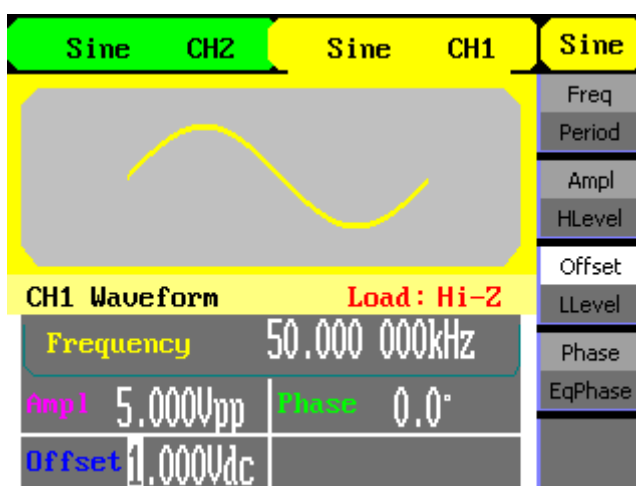 Sine CH2 Sine CH1 Sine
Freq
Period
Ampl
HLevel
Offset
LLevel
Phase
EqPhase
CH1 Waveform Load: Hi-Z
Frequency 50.000 000kHz
Ampl 5.000Vpp Phase 0.0°
Offset 1.000Vdc